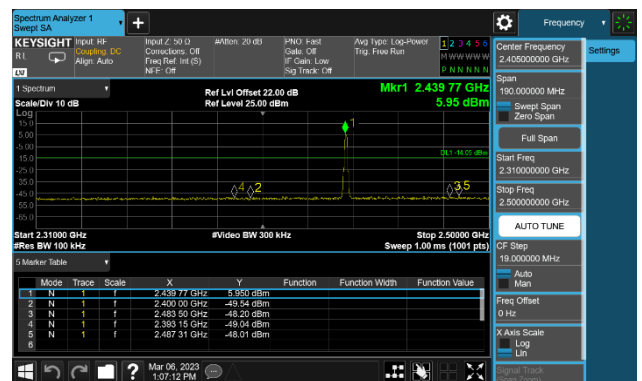 Spectrum Analyzer 1
Swept SA
+
Frequency
KEYSIGHT
Input: RF
Coupling: DC
Align: Auto
RL
Input Z: 50 Ω
Corrections: Off
Freq Ref: Int (S)
NFE: Off
#Atten: 20 dB
PNO: Fast
Gate: Off
IF Gain: Low
Sig Track: Off
Avg Type: Log-Power
Trig: Free Run
1 2 3 4 5 6
M W W W W W
P N N N N N
1 Spectrum
Scale/Div 10 dB
Ref Lvl Offset 22.00 dB
Ref Level 25.00 dBm
Mkr1 2.439 77 GHz
5.95 dBm
Log
15.0
5.00
-5.00
-15.0
-25.0
-35.0
-45.0
-55.0
-65.0
1
DL1 -14.05 dBm
4 2
3 5
Start 2.31000 GHz
#Video BW 300 kHz
Stop 2.50000 GHz
#Res BW 100 kHz
Sweep 1.00 ms (1001 pts)
5 Marker Table
Mode Trace Scale X Y Function Function Width Function Value
1 N 1 f 2.439 77 GHz 5.950 dBm
2 N 1 f 2.400 00 GHz -49.54 dBm
3 N 1 f 2.483 50 GHz -48.20 dBm
4 N 1 f 2.393 15 GHz -49.04 dBm
5 N 1 f 2.487 31 GHz -48.01 dBm
6
?
Mar 06, 2023
1:07:12 PM
Center Frequency
2.405000000 GHz
Span
190.000000 MHz
Swept Span
Zero Span
Full Span
Start Freq
2.310000000 GHz
Stop Freq
2.500000000 GHz
AUTO TUNE
CF Step
19.000000 MHz
Auto
Man
Freq Offset
0 Hz
X Axis Scale
Log
Lin
Signal Track
(Span Zoom)
Settings